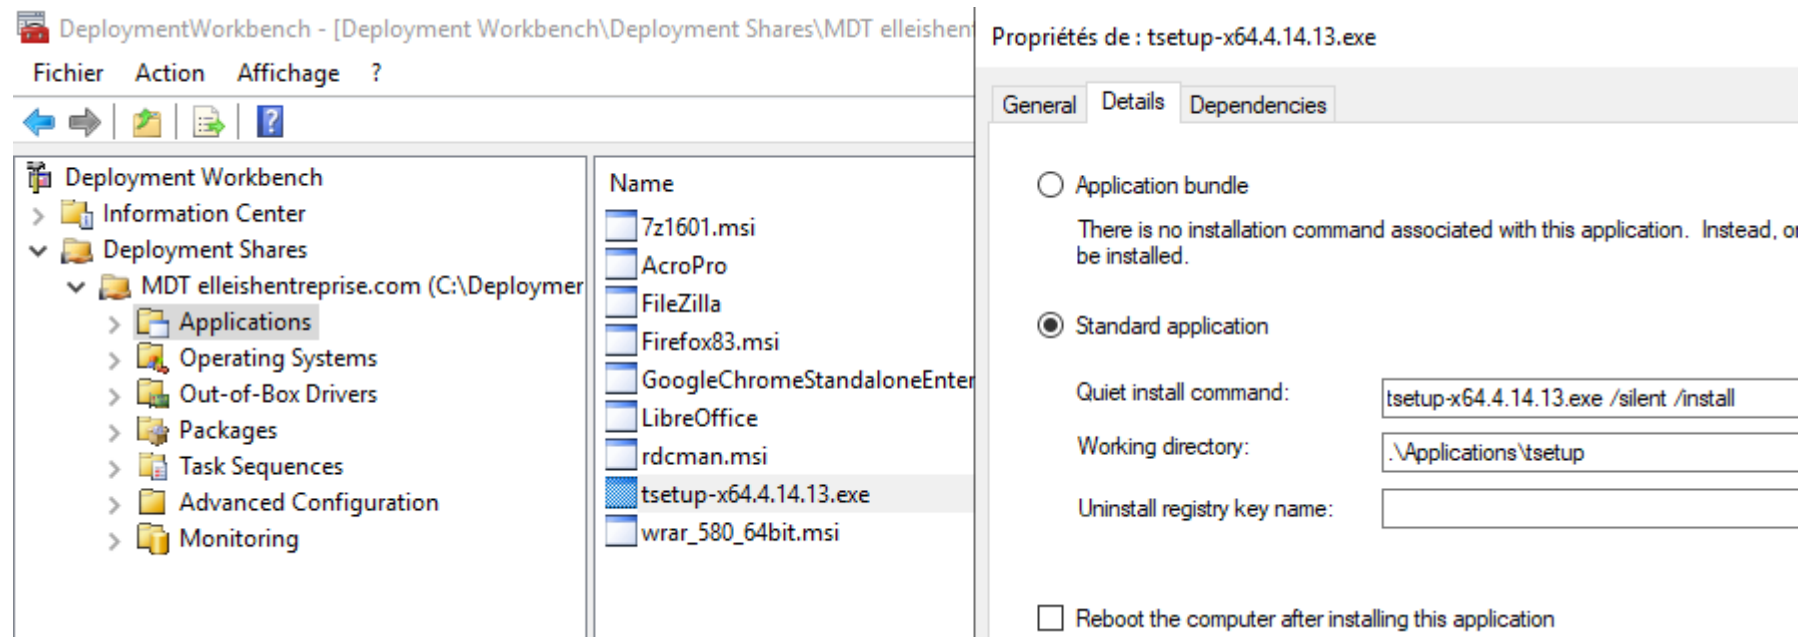 DeploymentWorkbench - [Deployment Workbench\Deployment Shares\MDT elleishen
Fichier Action Affichage ?
Deployment Workbench
Information Center
Deployment Shares
MDT elleishentreprise.com (C:\Deploymer
Applications
Operating Systems
Out-of-Box Drivers
Packages
Task Sequences
Advanced Configuration
Monitoring
Name
7z1601.msi
AcroPro
FileZilla
Firefox83.msi
GoogleChromeStandaloneEnter
LibreOffice
rdcman.msi
tsetup-x64.4.14.13.exe
wrar_580_64bit.msi
Propriétés de : tsetup-x64.4.14.13.exe
General Details Dependencies
Application bundle
There is no installation command associated with this application. Instead, or
be installed.
Standard application
Quiet install command: tsetup-x64.4.14.13.exe /silent /install
Working directory: .\Applications\tsetup
Uninstall registry key name:
Reboot the computer after installing this application